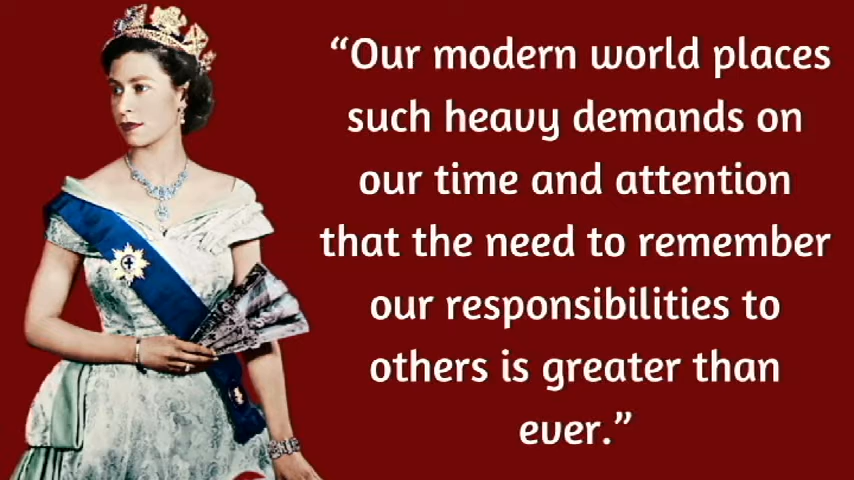 “Our modern world places
such heavy demands on
our time and attention
that the need to remember
our responsibilities to
others is greater than
ever.”